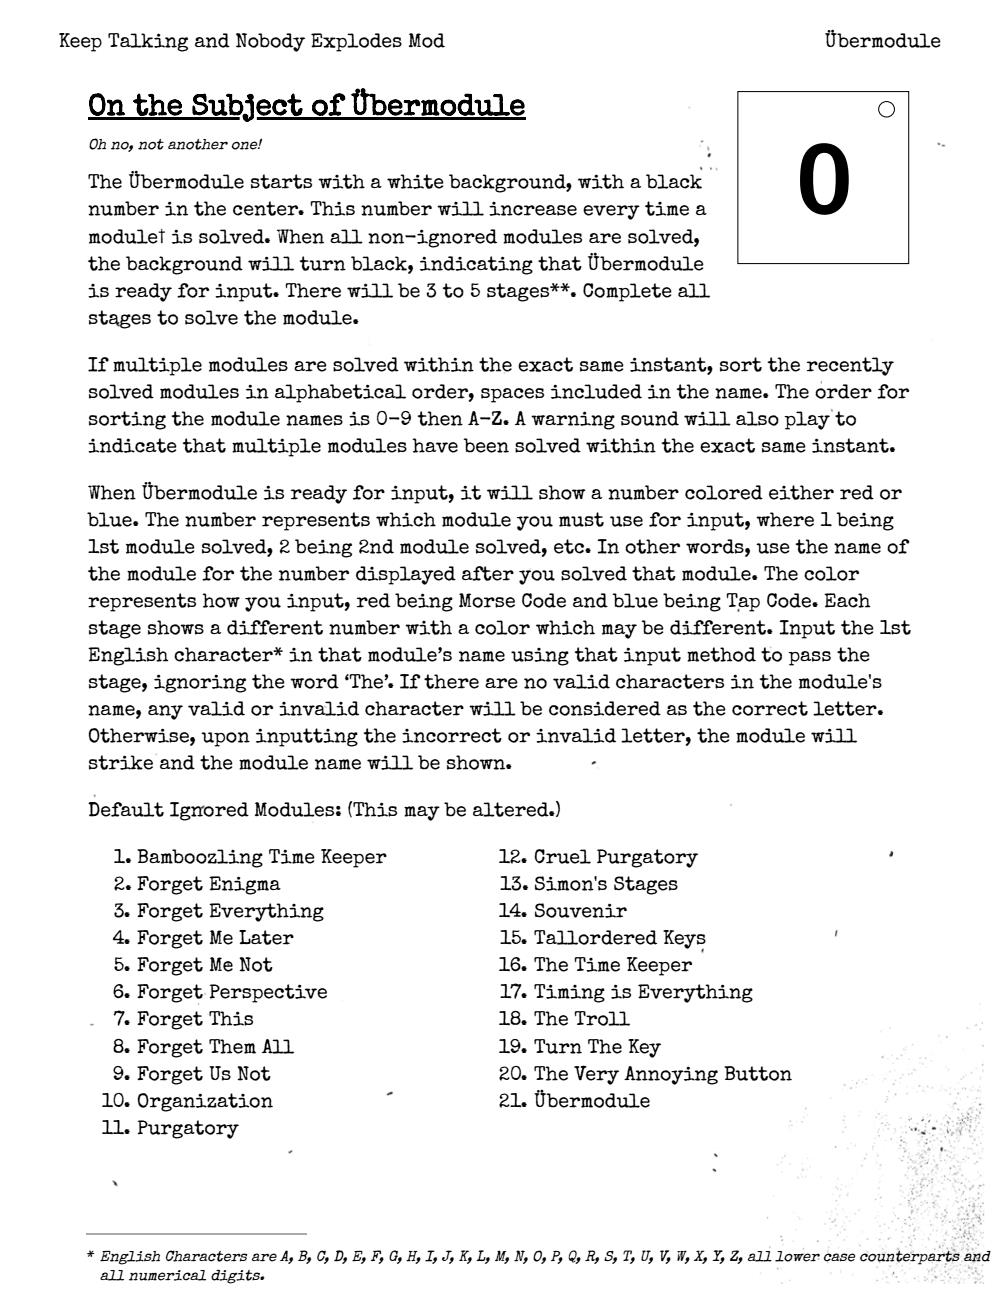 Keep Talking and Nobody Explodes Mod
Übermodule
On the Subject of Übermodule
Oh no, not another one!
The Übermodule starts with a white background, with a black
number in the center. This number will increase every time a
module† is solved. When all non-ignored modules are solved,
the background will turn black, indicating that Übermodule
is ready for input. There will be 3 to 5 stages**. Complete all
stages to solve the module.
0
If multiple modules are solved within the exact same instant, sort the recently
solved modules in alphabetical order, spaces included in the name. The order for
sorting the module names is 0-9 then A-Z. A warning sound will also play to
indicate that multiple modules have been solved within the exact same instant.
When Übermodule is ready for input, it will show a number colored either red or
blue. The number represents which module you must use for input, where 1 being
1st module solved, 2 being 2nd module solved, etc. In other words, use the name of
the module for the number displayed after you solved that module. The color
represents how you input, red being Morse Code and blue being Tap Code. Each
stage shows a different number with a color which may be different. Input the 1st
English character* in that module's name using that input method to pass the
stage, ignoring the word ‘The’. If there are no valid characters in the module's
name, any valid or invalid character will be considered as the correct letter.
Otherwise, upon inputting the incorrect or invalid letter, the module will
strike and the module name will be shown.
Default Ignored Modules: (This may be altered.)
1. Bamboozling Time Keeper
2. Forget Enigma
3. Forget Everything
4. Forget Me Later
5. Forget Me Not
6. Forget Perspective
7. Forget This
8. Forget Them All
9. Forget Us Not
10. Organization
11. Purgatory
12. Cruel Purgatory
13. Simon's Stages
14. Souvenir
15. Tallordered Keys
16. The Time Keeper
17. Timing is Everything
18. The Troll
19. Turn The Key
20. The Very Annoying Button
21. Übermodule
* English Characters are A, B, C, D, E, F, G, H, I, J, K, L, M, N, O, P, Q, R, S, T, U, V, W, X, Y, Z, all lower case counterparts and
all numerical digits.